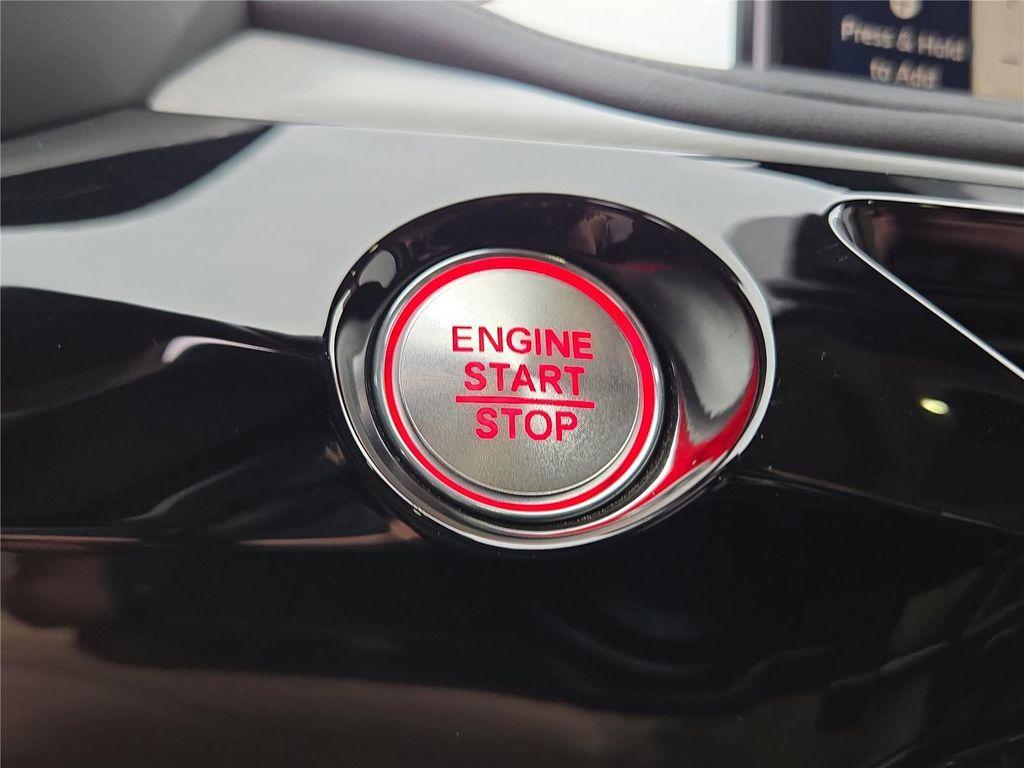 Press & Hold
to Add
ENGINE
START
STOP